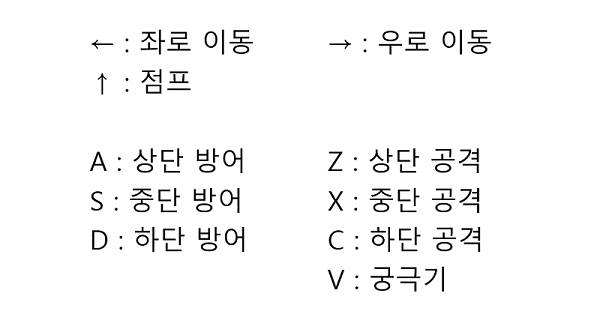 ← : 좌로 이동 → : 우로 이동
↑ : 점프
A : 상단 방어 Z : 상단 공격
S : 중단 방어 X : 중단 공격
D : 하단 방어 C : 하단 공격
V : 궁극기